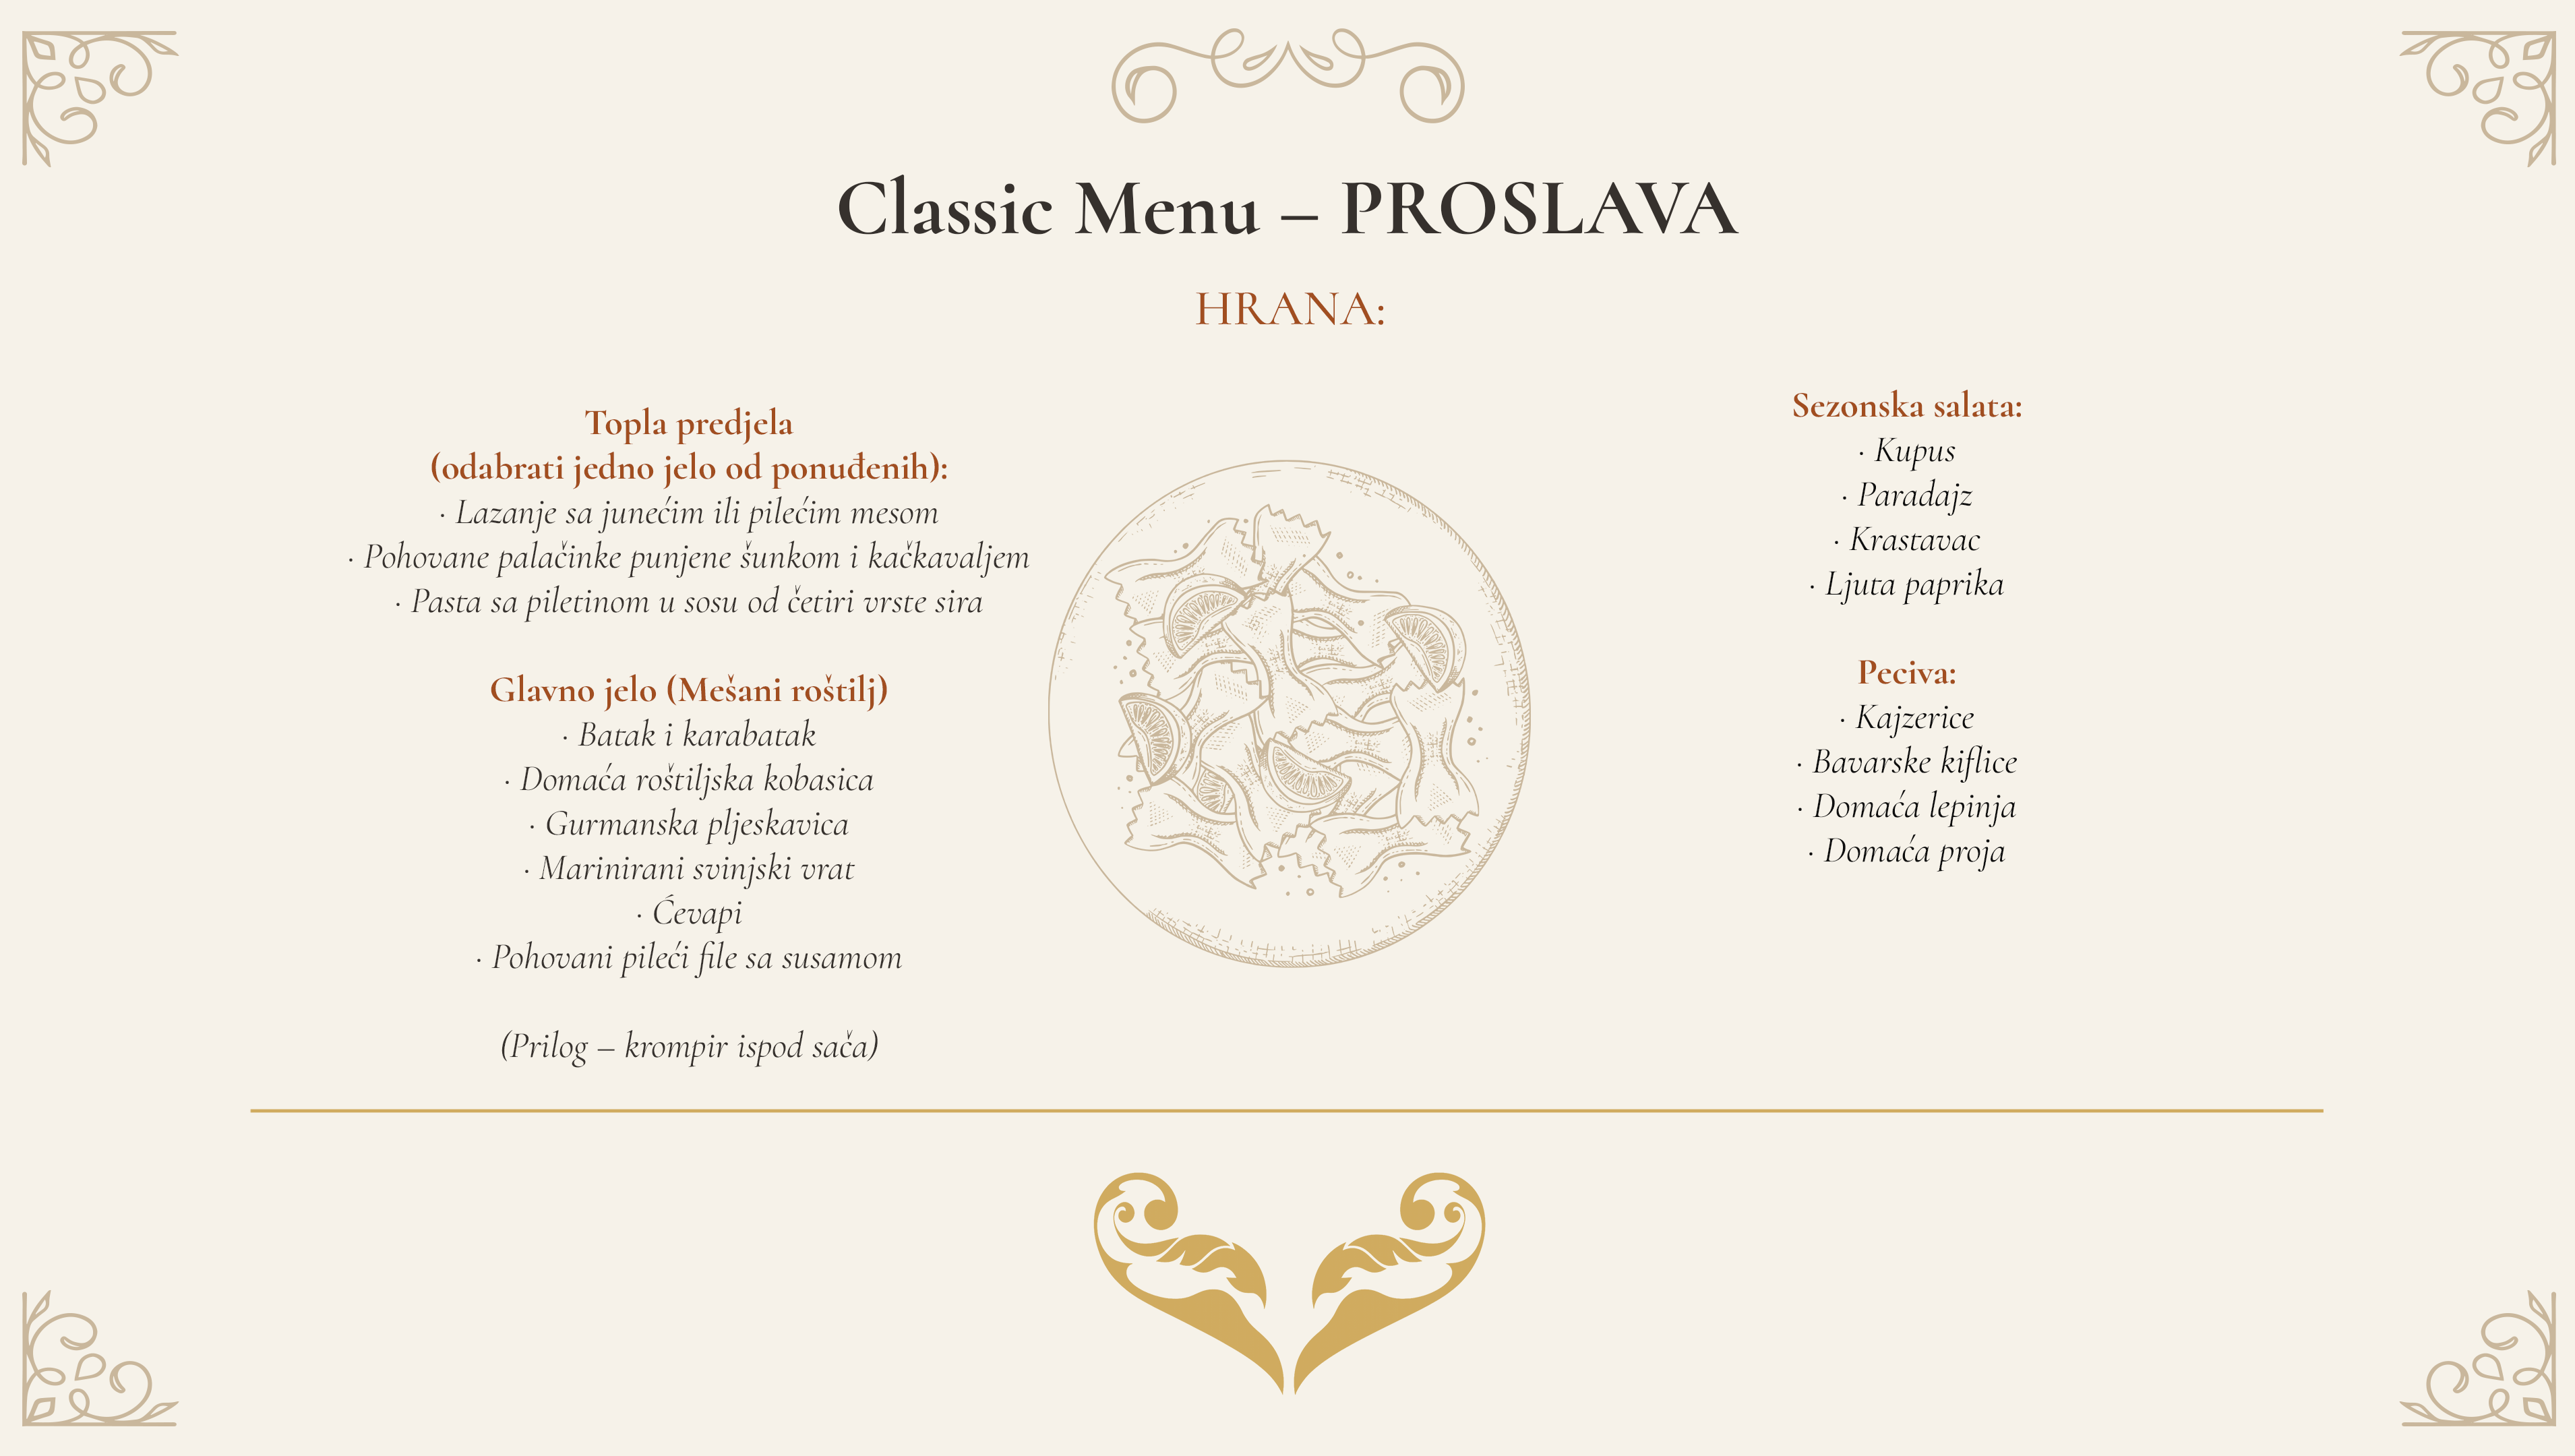 Classic Menu – PROSLAVA
HRANA:
Topla predjela
(odabrati jedno jelo od ponuđenih):
· Lazanje sa junećim ili pilećim mesom
· Pohovane palačinke punjene šunkom i kačkavaljem
· Pasta sa piletinom u sosu od četiri vrste sira
Glavno jelo (Mešani roštilj)
· Batak i karabatak
· Domaća roštiljska kobasica
· Gurmanska pljeskavica
· Marinirani svinjski vrat
· Ćevapi
· Pohovani pileći file sa susamom
(Prilog – krompir ispod sača)
Sezonska salata:
· Kupus
· Paradajz
· Krastavac
· Ljuta paprika
Peciva:
· Kajzerice
· Bavarske kiflice
· Domaća lepinja
· Domaća proja